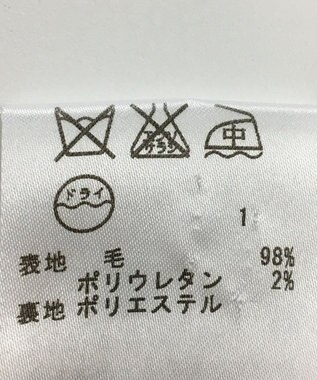 エンソ サラシ 中
ドライ
1
表地 毛 98%
ポリウレタン 2%
裏地 ポリエステル